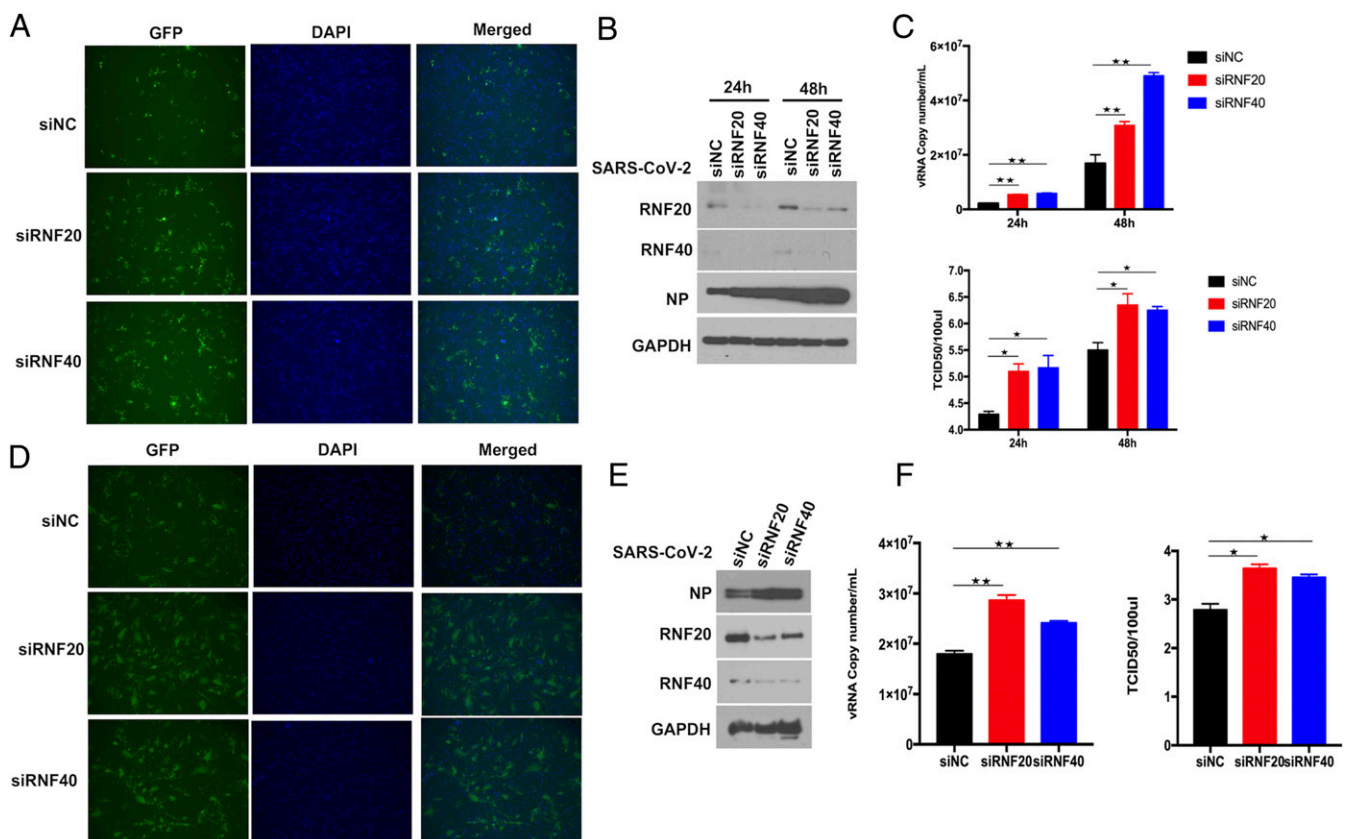 A
GFP
DAPI
Merged
siNC
siRNF20
siRNF40
B
24h
48h
SARS-CoV-2
siNC
siRNF20
siRNF40
siNC
siRNF20
siRNF40
RNF20
RNF40
NP
GAPDH
C
vRNA Copy number/mL
6×10⁷
4×10⁷
2×10⁷
0
★★
★★
★★
★★
24h
48h
siNC
siRNF20
siRNF40
TCID50/100ul
7.0
6.5
6.0
5.5
5.0
4.5
4.0
★
★
★
★
24h
48h
siNC
siRNF20
siRNF40
D
GFP
DAPI
Merged
siNC
siRNF20
siRNF40
E
SARS-CoV-2
siNC
siRNF20
siRNF40
NP
RNF20
RNF40
GAPDH
F
vRNA Copy number/mL
4×10⁷
3×10⁷
2×10⁷
1×10⁷
0
★★
★★
siNC
siRNF20
siRNF40
TCID50/100ul
4
3
2
1
0
★
★
siNC
siRNF20
siRNF40